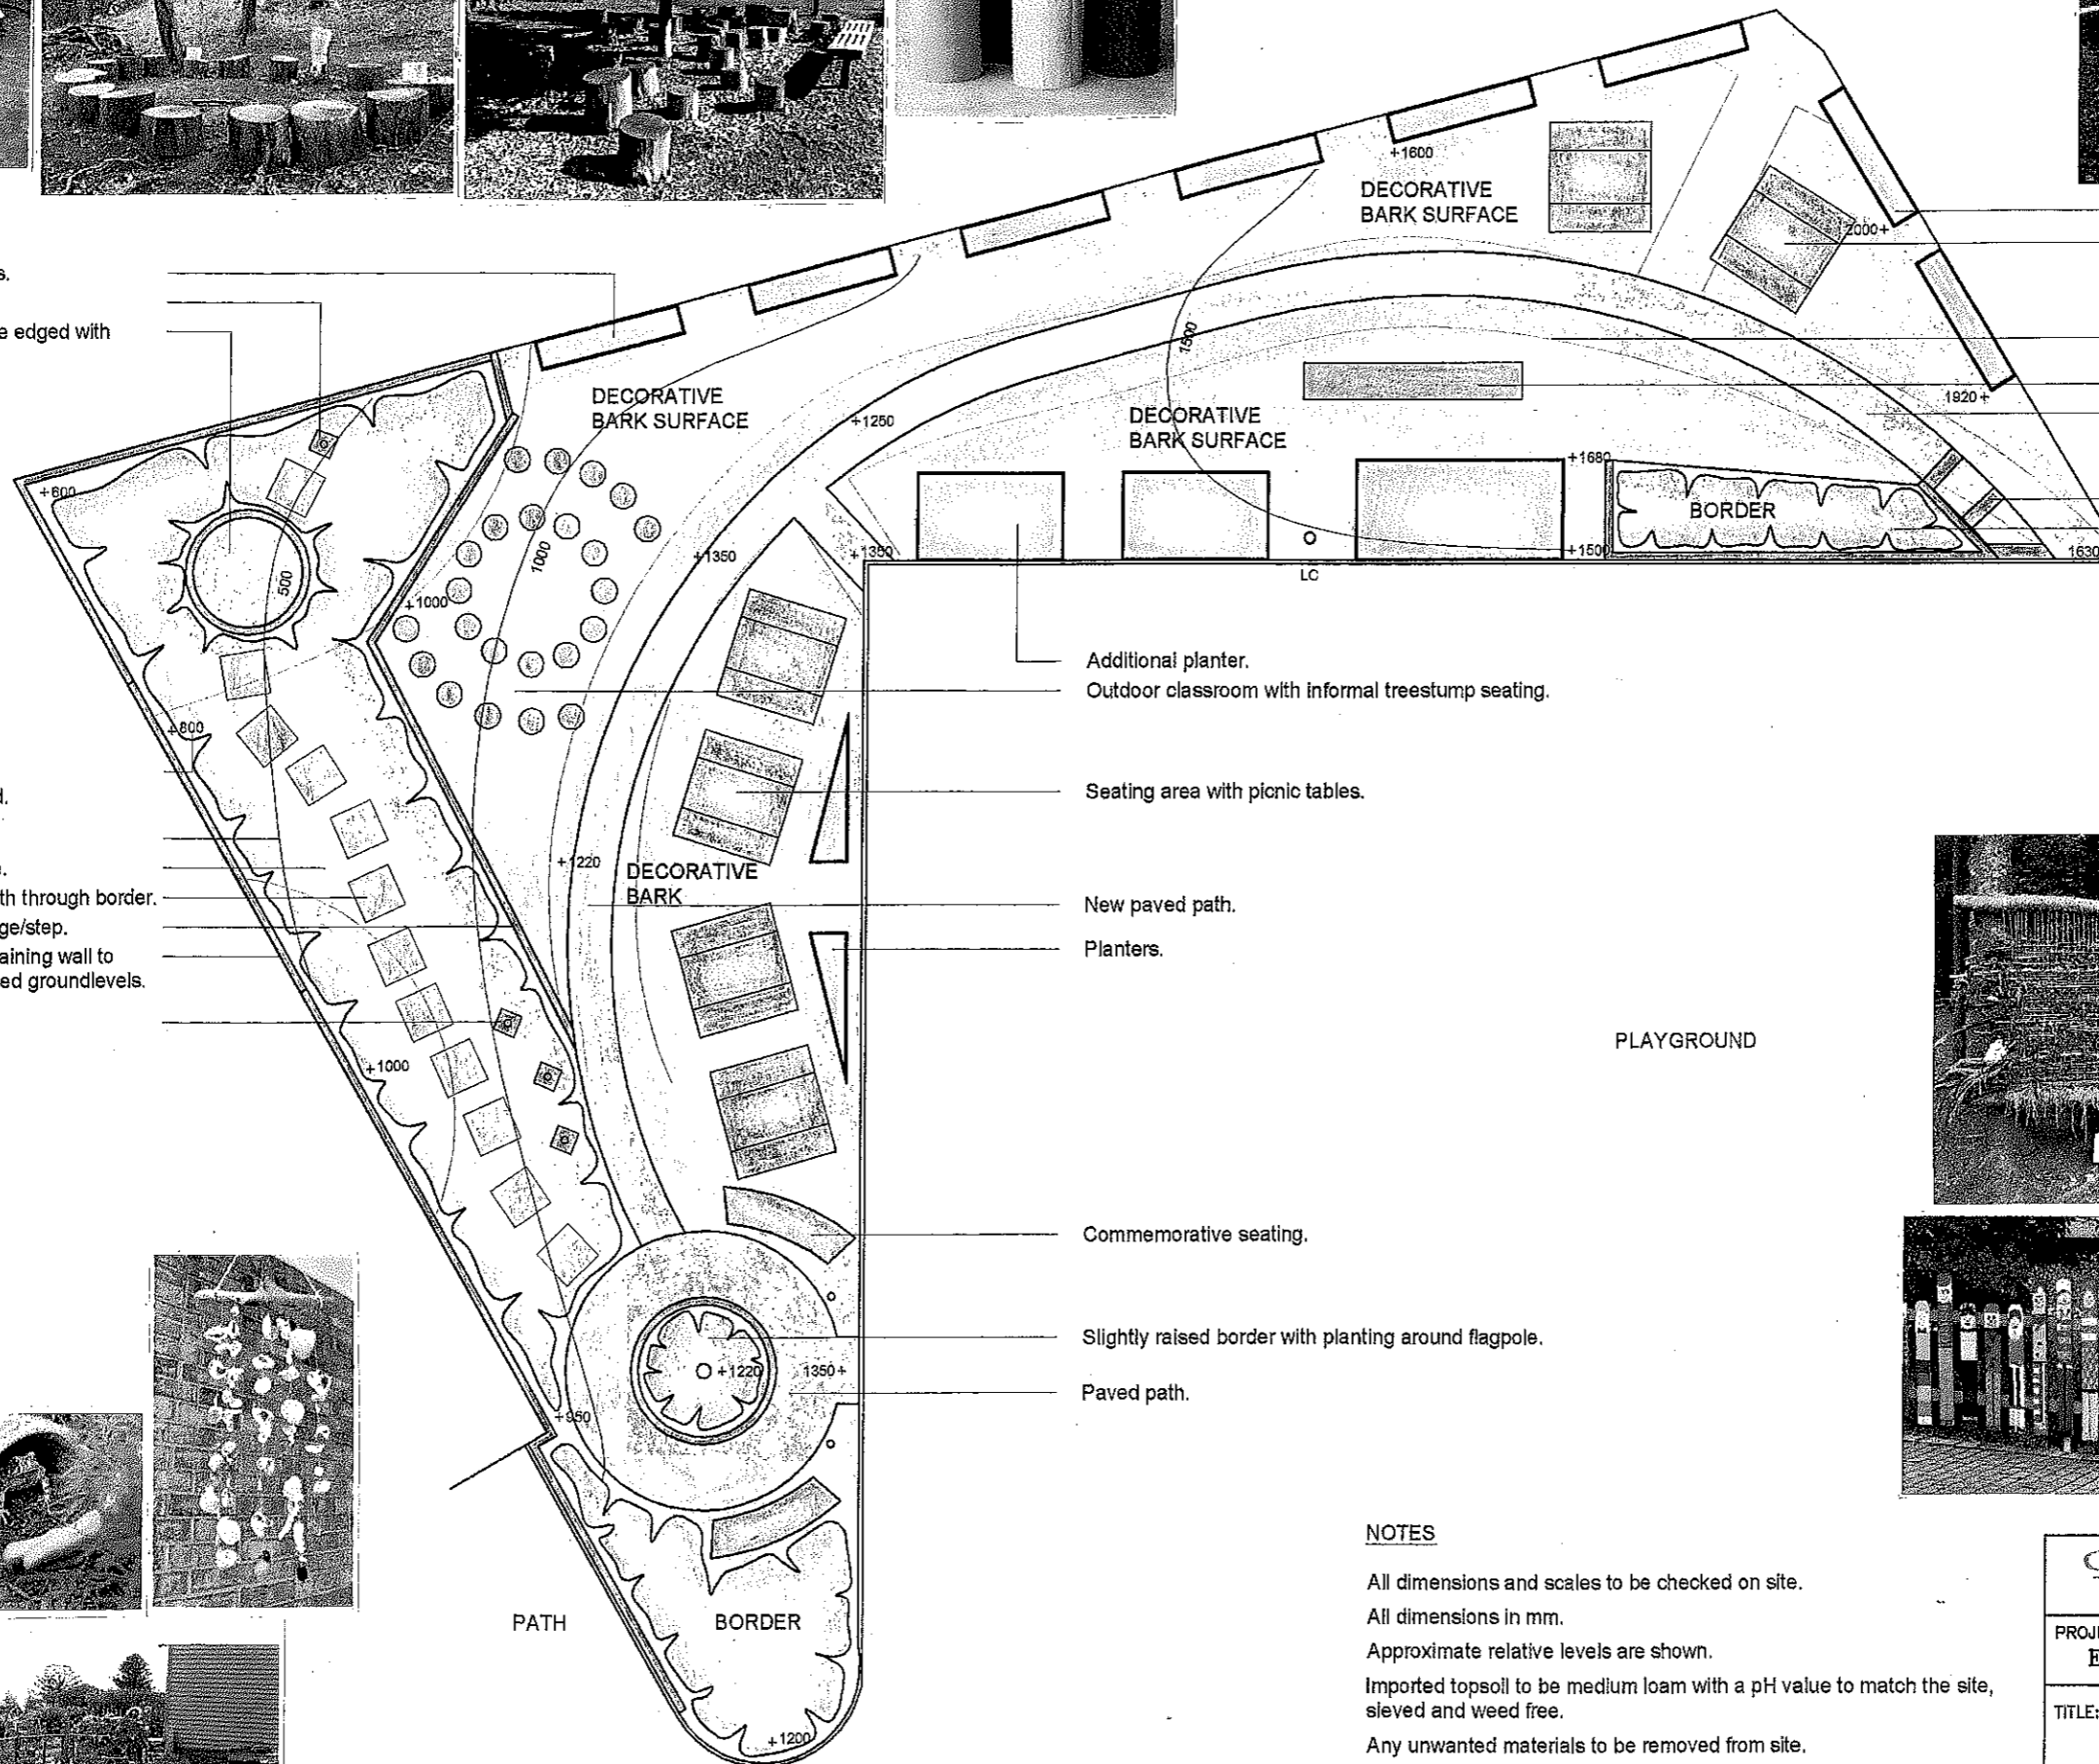 +1600
DECORATIVE
BARK SURFACE
2000+
s.
e edged with
1500
DECORATIVE
BARK SURFACE
+1250
DECORATIVE
BARK SURFACE
1920+
+1680
+600
BORDER
500
1000
+1350
+1350
+1500
1630
LC
+1000
Additional planter.
Outdoor classroom with informal treestump seating.
+800
d.
Seating area with picnic tables.
+1220
DECORATIVE
BARK
th through border.
New paved path.
ge/step.
Planters.
aining wall to
ed groundlevels.
PLAYGROUND
+1000
Commemorative seating.
Slightly raised border with planting around flagpole.
+1220
1350+
Paved path.
+950
PATH
BORDER
+1200
NOTES
All dimensions and scales to be checked on site.
All dimensions in mm.
Approximate relative levels are shown.
Imported topsoil to be medium loam with a pH value to match the site,
sieved and weed free.
Any unwanted materials to be removed from site.
PROJ
E
TITLE: